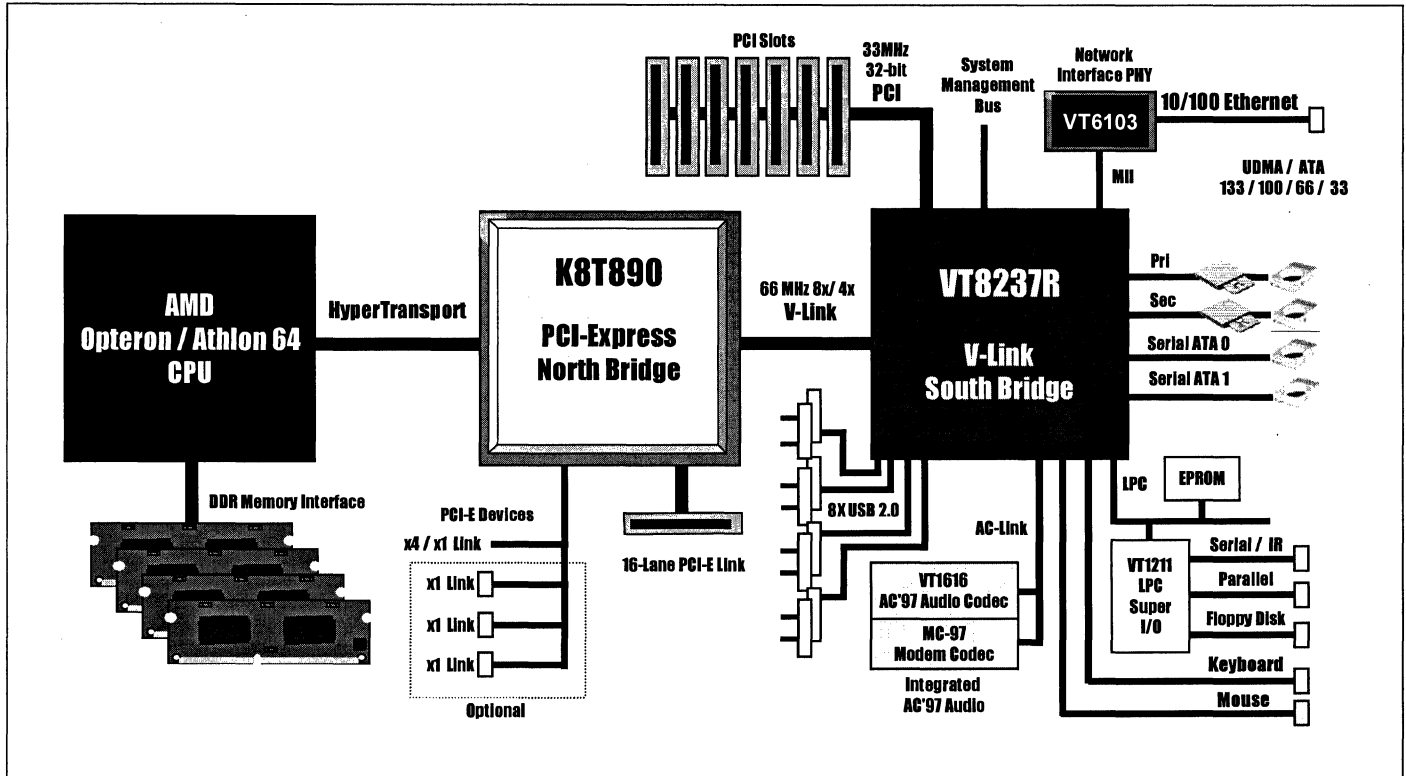 PCI Slots
33MHz
32-bit
PCI
System
Management
Bus
Network
Interface PHY
VT6103
10/100 Ethernet
MII
UDMA / ATA
133 / 100 / 66 / 33
AMD
Opteron / Athlon 64
CPU
HyperTransport
K8T890
PCI-Express
North Bridge
66 MHz 8x/ 4x
V-Link
VT8237R
V-Link
South Bridge
Pri
Sec
Serial ATA 0
Serial ATA 1
DDR Memory Interface
PCI-E Devices
x4 / x1 Link
x1 Link
x1 Link
x1 Link
Optional
16-Lane PCI-E Link
8X USB 2.0
AC-Link
VT1616
AC'97 Audio Codec
MC-97
Modem Codec
Integrated
AC'97 Audio
LPC
EPROM
VT1211
LPC
Super
I/O
Serial / IR
Parallel
Floppy Disk
Keyboard
Mouse